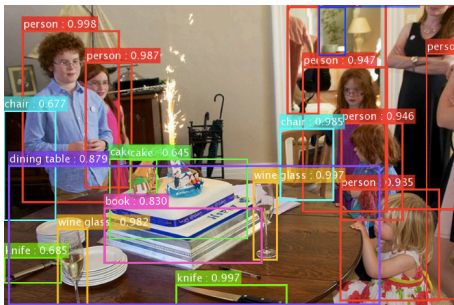 person : 0.998
person : 0.987
person : 0.947
person
chair : 0.677
chair : 0.985
person : 0.946
dining table : 0.879
cake
cake : 0.645
wine glass : 0.997
person : 0.935
book : 0.830
wine glass : 0.982
knife : 0.685
knife : 0.997